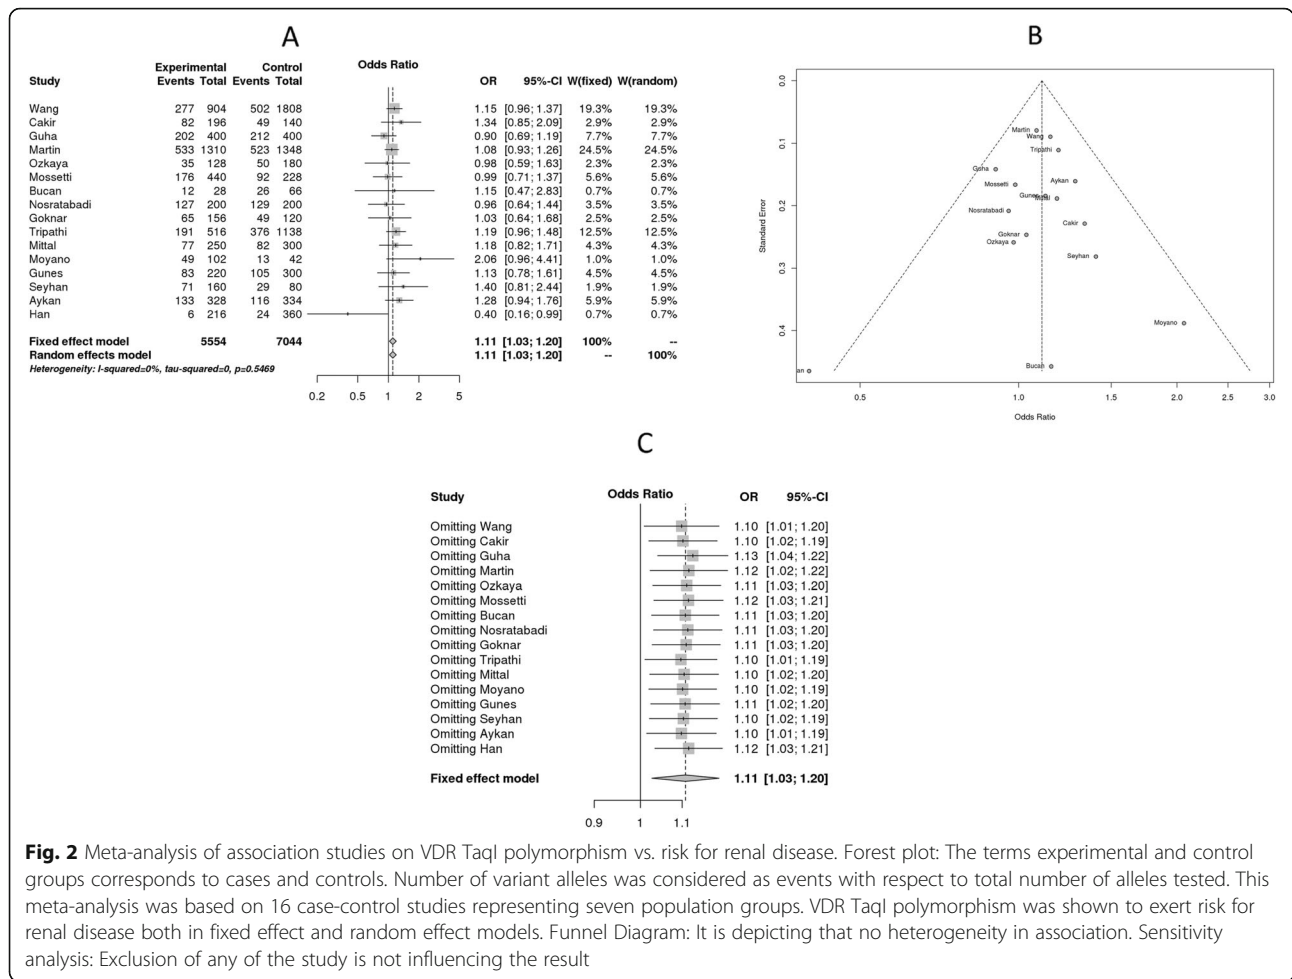 A
Experimental Control Odds Ratio
Study Events Total Events Total OR 95%-CI W(fixed) W(random)
Wang 277 904 502 1808 1.15 [0.96; 1.37] 19.3% 19.3%
Cakir 82 196 49 140 1.34 [0.85; 2.09] 2.9% 2.9%
Guha 202 400 212 400 0.90 [0.69; 1.19] 7.7% 7.7%
Martin 533 1310 523 1348 1.08 [0.93; 1.26] 24.5% 24.5%
Ozkaya 35 128 50 180 0.98 [0.59; 1.63] 2.3% 2.3%
Mossetti 176 440 92 228 0.99 [0.71; 1.37] 5.6% 5.6%
Bucan 12 28 26 66 1.15 [0.47; 2.83] 0.7% 0.7%
Nosratabadi 127 200 129 200 0.96 [0.64; 1.44] 3.5% 3.5%
Goknar 65 156 49 120 1.03 [0.64; 1.68] 2.5% 2.5%
Tripathi 191 516 376 1138 1.19 [0.96; 1.48] 12.5% 12.5%
Mittal 77 250 82 300 1.18 [0.82; 1.71] 4.3% 4.3%
Moyano 49 102 13 42 2.06 [0.96; 4.41] 1.0% 1.0%
Gunes 83 220 105 300 1.13 [0.78; 1.61] 4.5% 4.5%
Seyhan 71 160 29 80 1.40 [0.81; 2.44] 1.9% 1.9%
Aykan 133 328 116 334 1.28 [0.94; 1.76] 5.9% 5.9%
Han 6 216 24 360 0.40 [0.16; 0.99] 0.7% 0.7%
Fixed effect model 5554 7044 1.11 [1.03; 1.20] 100% --
Random effects model 1.11 [1.03; 1.20] -- 100%
Heterogeneity: I-squared=0%, tau-squared=0, p=0.5469
0.2 0.5 1 2 5
B
Standard Error
0.0
0.1
0.2
0.3
0.4
Martin
Wang
Tripathi
Guha
Aykan
Mossetti
Gunes
Mittal
Nosratabadi
Cakir
Goknar
Ozkaya
Seyhan
Moyano
Bucan
an
0.5 1.0 1.5 2.0 3.0
Odds Ratio
C
Study Odds Ratio OR 95%-CI
Omitting Wang 1.10 [1.01; 1.20]
Omitting Cakir 1.10 [1.02; 1.19]
Omitting Guha 1.13 [1.04; 1.22]
Omitting Martin 1.12 [1.02; 1.22]
Omitting Ozkaya 1.11 [1.03; 1.20]
Omitting Mossetti 1.12 [1.03; 1.21]
Omitting Bucan 1.11 [1.03; 1.20]
Omitting Nosratabadi 1.11 [1.03; 1.20]
Omitting Goknar 1.11 [1.03; 1.20]
Omitting Tripathi 1.10 [1.01; 1.19]
Omitting Mittal 1.10 [1.02; 1.20]
Omitting Moyano 1.10 [1.02; 1.19]
Omitting Gunes 1.11 [1.02; 1.20]
Omitting Seyhan 1.10 [1.02; 1.19]
Omitting Aykan 1.10 [1.01; 1.19]
Omitting Han 1.12 [1.03; 1.21]
Fixed effect model 1.11 [1.03; 1.20]
0.9 1 1.1
Fig. 2 Meta-analysis of association studies on VDR TaqI polymorphism vs. risk for renal disease. Forest plot: The terms experimental and control
groups corresponds to cases and controls. Number of variant alleles was considered as events with respect to total number of alleles tested. This
meta-analysis was based on 16 case-control studies representing seven population groups. VDR TaqI polymorphism was shown to exert risk for
renal disease both in fixed effect and random effect models. Funnel Diagram: It is depicting that no heterogeneity in association. Sensitivity
analysis: Exclusion of any of the study is not influencing the result